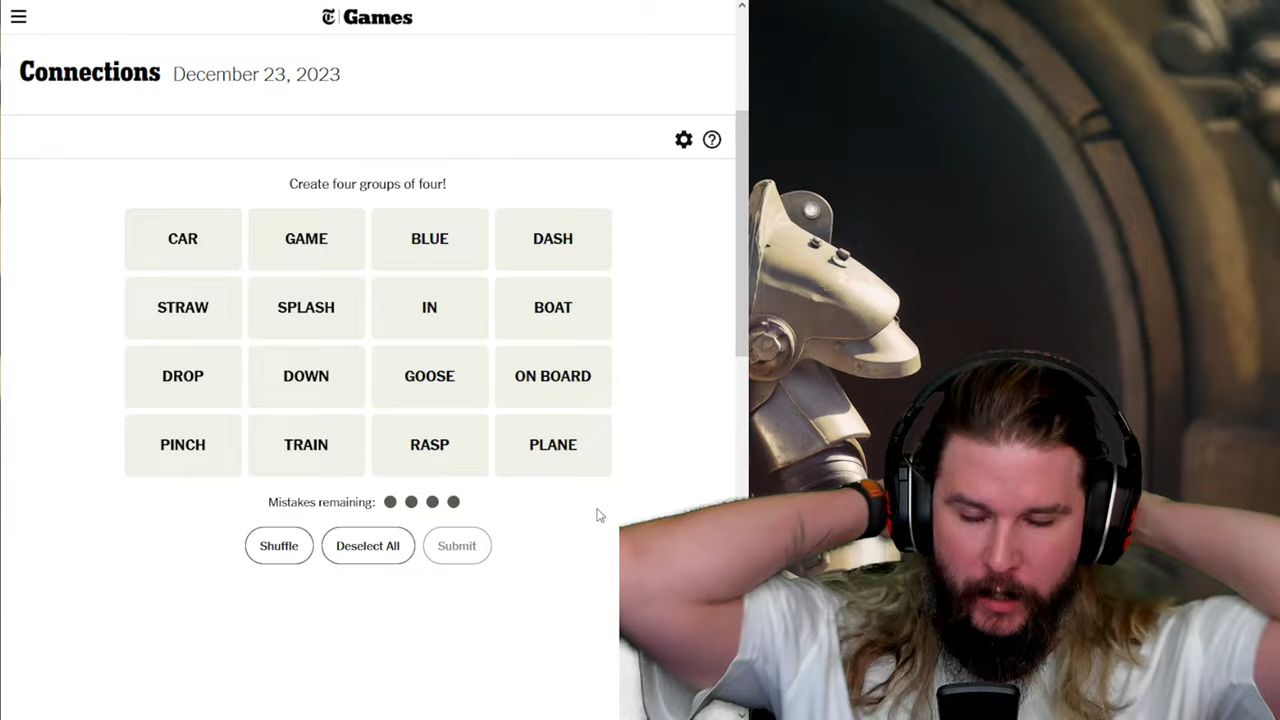 Games
Connections December 23, 2023
Create four groups of four!
CAR GAME BLUE DASH
STRAW SPLASH IN BOAT
DROP DOWN GOOSE ON BOARD
PINCH TRAIN RASP PLANE
Mistakes remaining:
Shuffle Deselect All Submit